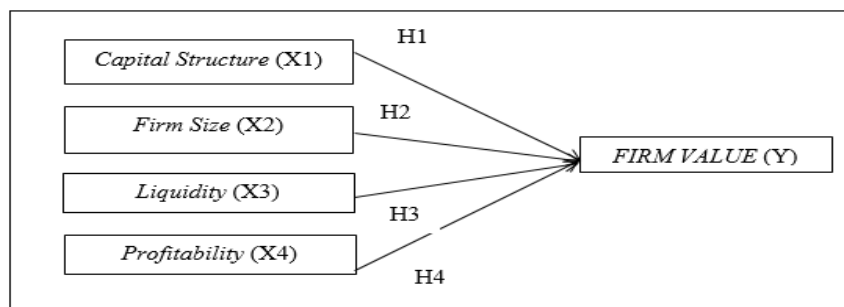 H1
Capital Structure (X1)
H2
Firm Size (X2)
FIRM VALUE (Y)
Liquidity (X3)
H3
Profitability (X4)
H4